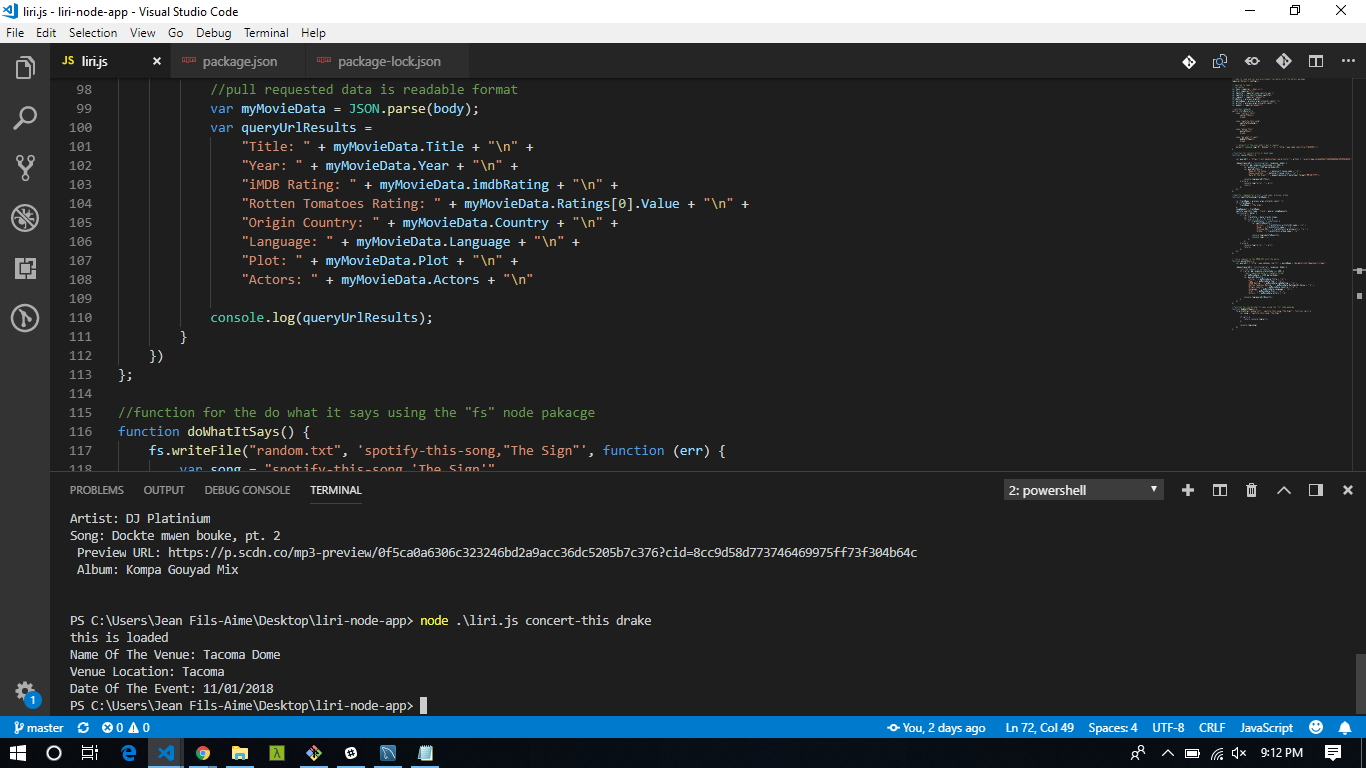 liri.js - liri-node-app - Visual Studio Code
File Edit Selection View Go Debug Terminal Help
JS liri.js × package.json package-lock.json
98 //pull requested data is readable format
99 var myMovieData = JSON.parse(body);
100 var queryUrlResults =
101 "Title: " + myMovieData.Title + "\n" +
102 "Year: " + myMovieData.Year + "\n" +
103 "iMDB Rating: " + myMovieData.imdbRating + "\n" +
104 "Rotten Tomatoes Rating: " + myMovieData.Ratings[0].Value + "\n" +
105 "Origin Country: " + myMovieData.Country + "\n" +
106 "Language: " + myMovieData.Language + "\n" +
107 "Plot: " + myMovieData.Plot + "\n" +
108 "Actors: " + myMovieData.Actors + "\n"
109
110 console.log(queryUrlResults);
111 }
112 })
113 };
114
115 //function for the do what it says using the "fs" node pakacge
116 function doWhatItSays() {
117 fs.writeFile("random.txt", 'spotify-this-song,"The Sign"', function (err) {
118 var song = "spotify-this-song 'The Sign'"
PROBLEMS OUTPUT DEBUG CONSOLE TERMINAL 2: powershell
Artist: DJ Platinium
Song: Dockte mwen bouke, pt. 2
Preview URL: https://p.scdn.co/mp3-preview/0f5ca0a6306c323246bd2a9acc36dc5205b7c376?cid=8cc9d58d773746469975ff73f304b64c
Album: Kompa Gouyad Mix
PS C:\Users\Jean Fils-Aime\Desktop\liri-node-app> node .\liri.js concert-this drake
this is loaded
Name Of The Venue: Tacoma Dome
Venue Location: Tacoma
Date Of The Event: 11/01/2018
PS C:\Users\Jean Fils-Aime\Desktop\liri-node-app>
1
master 0 0 You, 2 days ago Ln 72, Col 49 Spaces: 4 UTF-8 CRLF JavaScript
9:12 PM